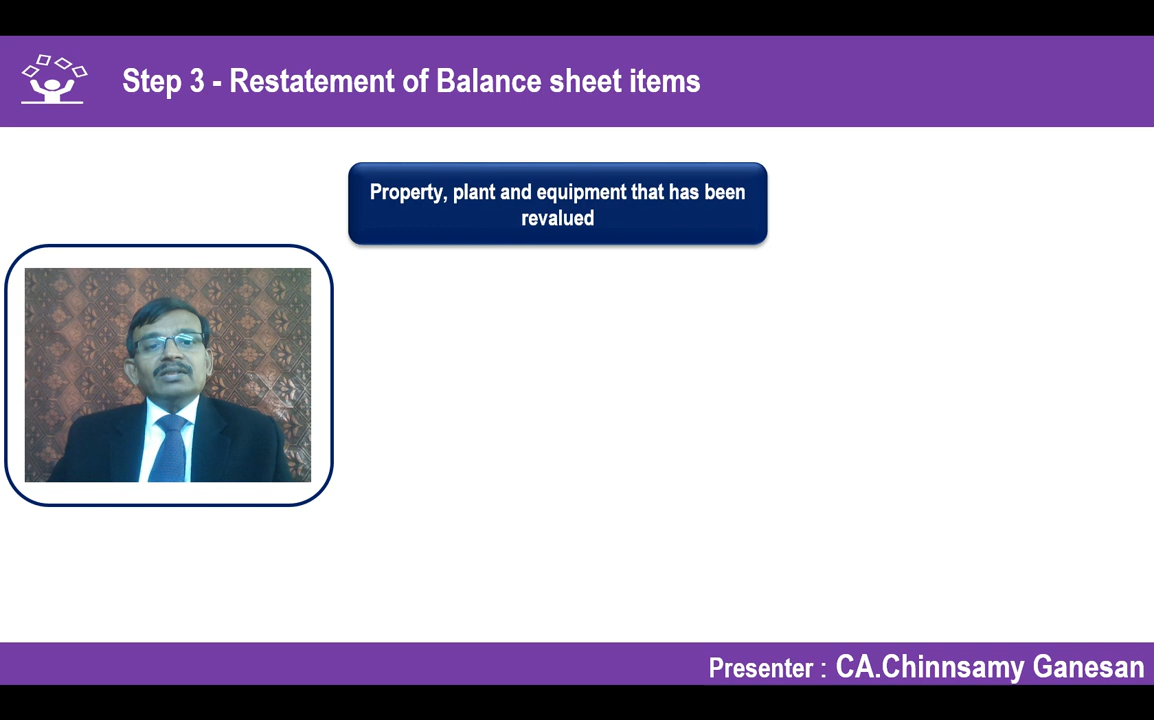 Step 3 - Restatement of Balance sheet items
Property, plant and equipment that has been
revalued
Presenter : CA.Chinnsamy Ganesan